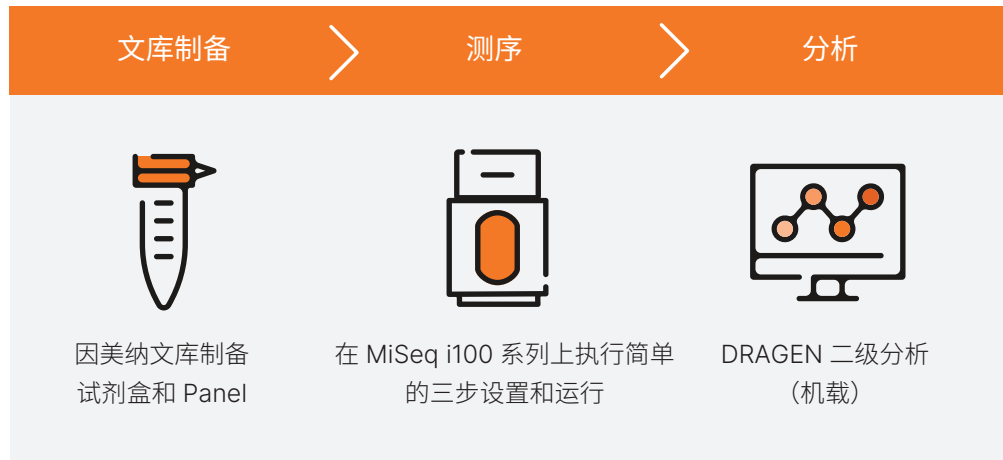 文库制备
测序
分析
因美纳文库制备
试剂盒和 Panel
在 MiSeq i100 系列上执行简单
的三步设置和运行
DRAGEN 二级分析
（机载）